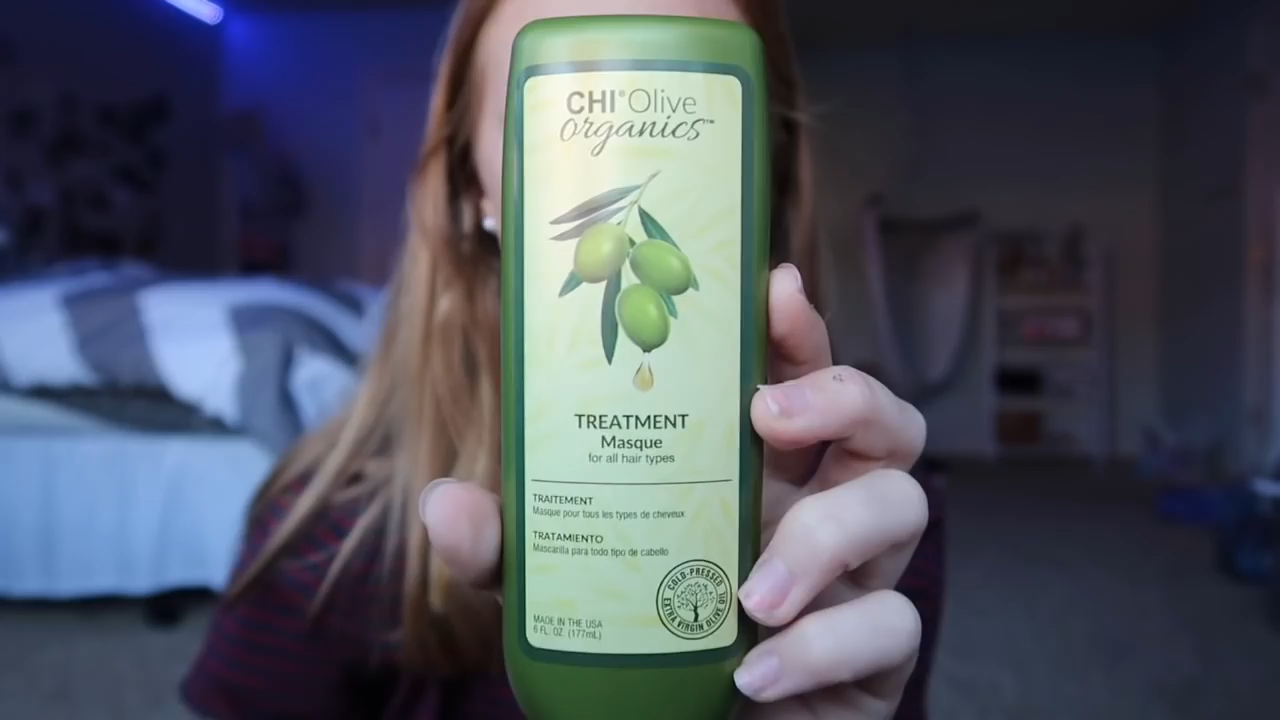 CHI® Olive
organics™
TREATMENT
Masque
for all hair types
TRAITEMENT
Masque pour tous les types de cheveux
TRATAMIENTO
Mascarilla para todo tipo de cabello
COLD-PRESSED
EXTRA VIRGIN OLIVE OIL
MADE IN THE USA
6 FL. OZ. (177mL)